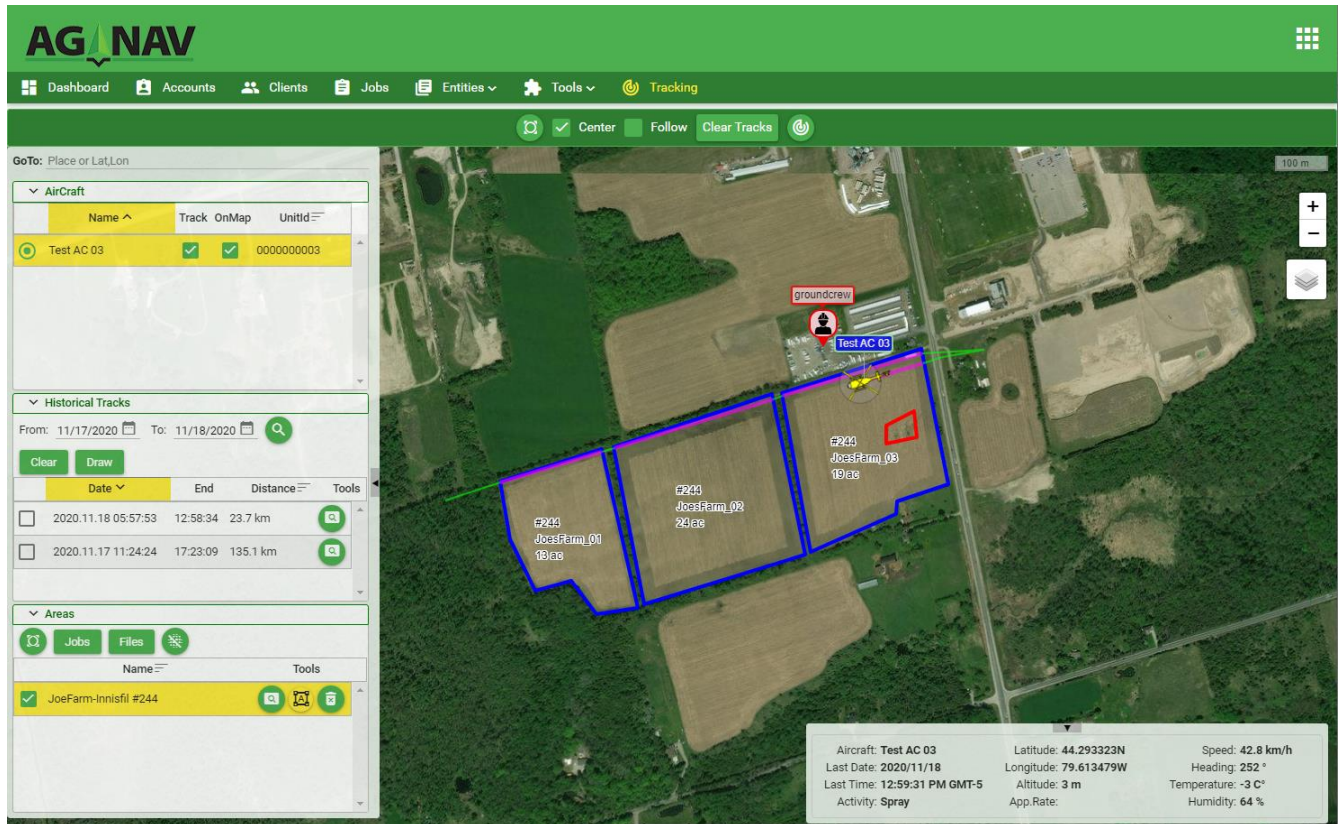 AG NAV
Dashboard Accounts Clients Jobs Entities Tools Tracking
Center Follow Clear Tracks
GoTo: Place or Lat,Lon
100 m
AirCraft
Name Track OnMap UnitId
Test AC 03 0000000003
+
−
groundcrew
Test AC 03
Historical Tracks
From: 11/17/2020 To: 11/18/2020
Clear Draw
Date End Distance Tools
2020.11.18 05:57:53 12:58:34 23.7 km
2020.11.17 11:24:24 17:23:09 135.1 km
#244
JoesFarm_03
19 ac
#244
JoesFarm_02
24 ac
#244
JoesFarm_01
13 ac
Areas
Jobs Files
Name Tools
JoeFarm-Innisfil #244 A
Aircraft: Test AC 03 Latitude: 44.293323N Speed: 42.8 km/h
Last Date: 2020/11/18 Longitude: 79.613479W Heading: 252 °
Last Time: 12:59:31 PM GMT-5 Altitude: 3 m Temperature: -3 C°
Activity: Spray App.Rate: Humidity: 64 %